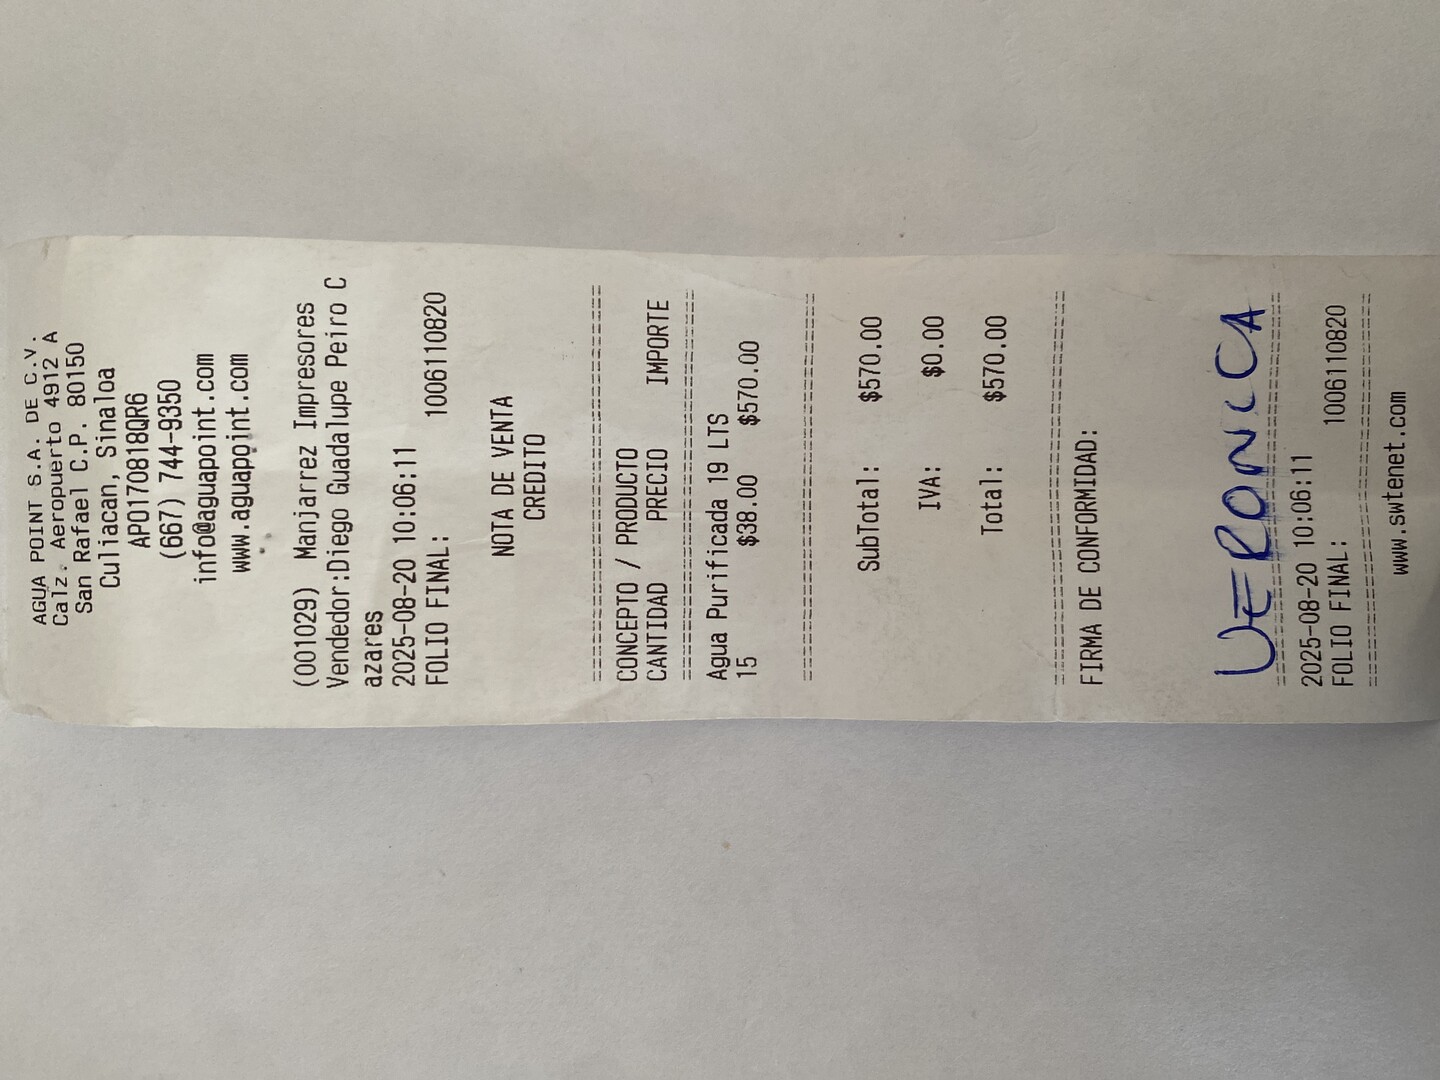 AGUA POINT S.A. DE C.V.
Calz. Aeropuerto 4912 A
San Rafael C.P. 80150
Culiacan, Sinaloa
APO170818QR6
(667) 744-9350
info@aguapoint.com
www.aguapoint.com
(001029) Manjarrez Impresores
Vendedor:Diego Guadalupe Peiro C
azares
2025-08-20 10:06:11
FOLIO FINAL: 1006110820
NOTA DE VENTA
CREDITO
CONCEPTO / PRODUCTO
CANTIDAD PRECIO IMPORTE
Agua Purificada 19 LTS
15 $38.00 $570.00
SubTotal: $570.00
IVA: $0.00
Total: $570.00
FIRMA DE CONFORMIDAD:
VERONICA
2025-08-20 10:06:11
FOLIO FINAL: 1006110820
www.swtenet.com